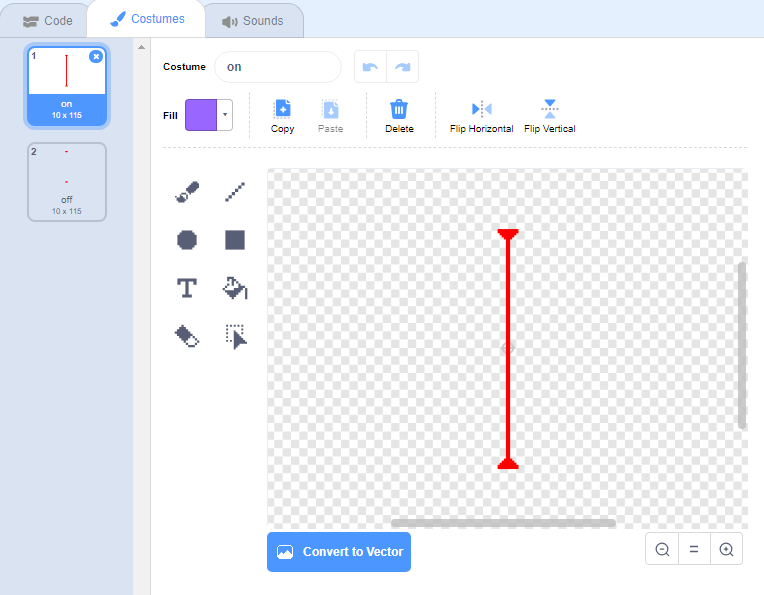 Code
Costumes
Sounds
1
on
10 x 115
2
off
10 x 115
Costume
on
Fill
Copy
Paste
Delete
Flip Horizontal
Flip Vertical
T
Convert to Vector